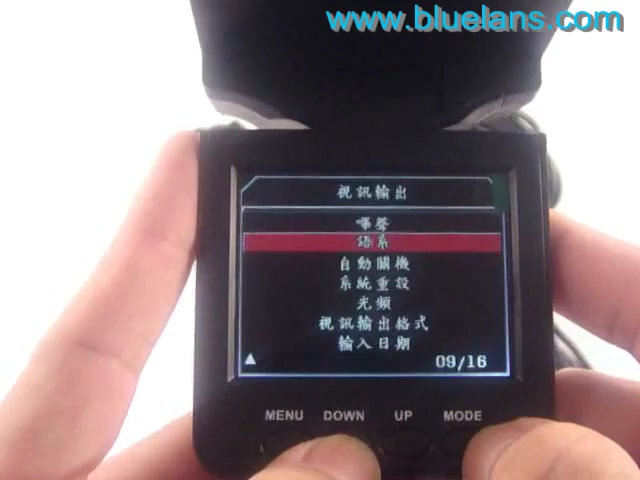 www.bluelans.com
視訊輸出
嗶聲
語系
自動關機
系統重設
光頻
視訊輸出格式
輸入日期
▲ 09/16
MENU DOWN UP MODE